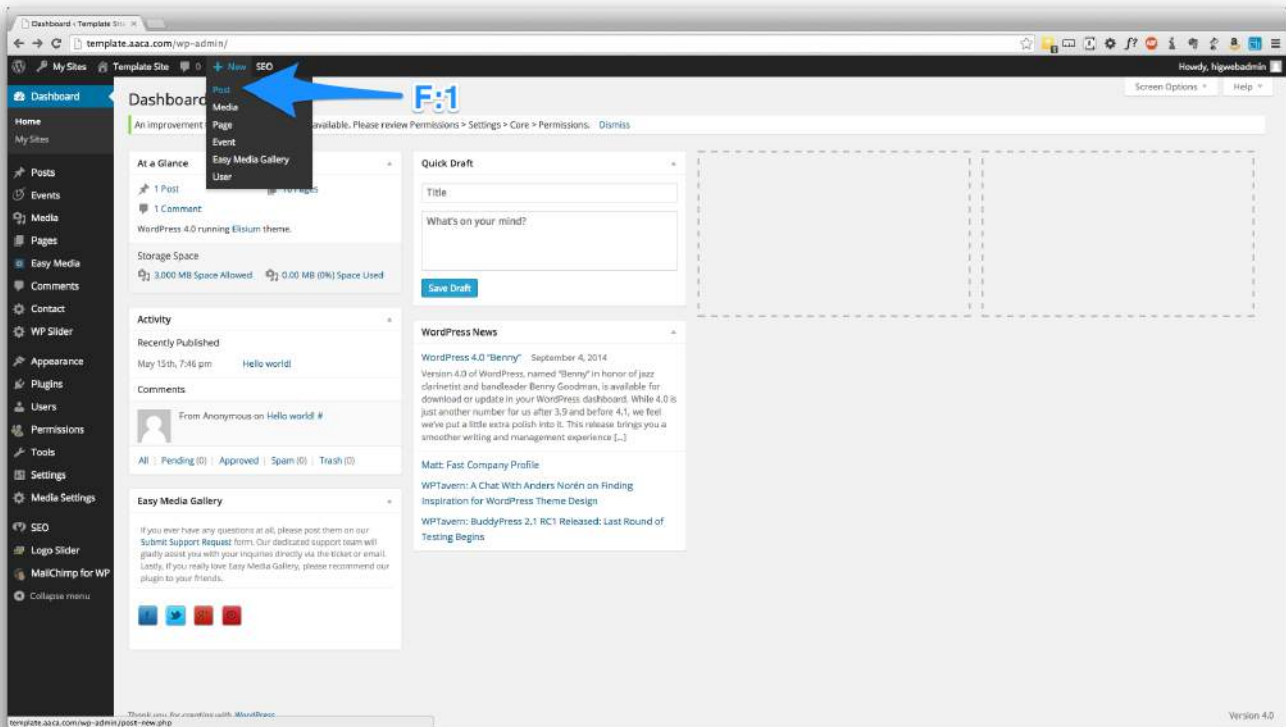 Dashboard ‹ Template Site
template.aaca.com/wp-admin/
My Sites Template Site 0 + New SEO
Howdy, higwebadmin
Post
Media
Page
Event
Easy Media Gallery
User
F:1
Screen Options Help
Dashboard
Home
My Sites
Posts
Events
Media
Pages
Easy Media
Comments
Contact
WP Slider
Appearance
Plugins
Users
Permissions
Tools
Settings
Media Settings
SEO
Logo Slider
MailChimp for WP
Collapse menu
Dashboard
An improvement available. Please review Permissions > Settings > Core > Permissions. Dismiss
At a Glance
1 Post Pages
1 Comment
WordPress 4.0 running Elisium theme.
Storage Space
3,000 MB Space Allowed 0.00 MB (0%) Space Used
Activity
Recently Published
May 15th, 7:46 pm Hello world!
Comments
From Anonymous on Hello world! #
All | Pending (0) | Approved | Spam (0) | Trash (0)
Easy Media Gallery
If you ever have any questions at all, please post them on our
Submit Support Request form. Our dedicated support team will
gladly assist you with your inquiries directly via the ticket or email.
Lastly, if you really love Easy Media Gallery, please recommend our
plugin to your friends.
Quick Draft
Title
What's on your mind?
Save Draft
WordPress News
WordPress 4.0 "Benny" September 4, 2014
Version 4.0 of WordPress, named "Benny" in honor of jazz
clarinetist and bandleader Benny Goodman, is available for
download or update in your WordPress dashboard. While 4.0 is
just another number for us after 3.9 and before 4.1, we feel
we've put a little extra polish into it. This release brings you a
smoother writing and management experience [...]
Matt: Fast Company Profile
WPTavern: A Chat With Anders Norén on Finding
Inspiration for WordPress Theme Design
WPTavern: BuddyPress 2.1 RC1 Released: Last Round of
Testing Begins
Thank you for creating with WordPress
Version 4.0
template.aaca.com/wp-admin/post-new.php